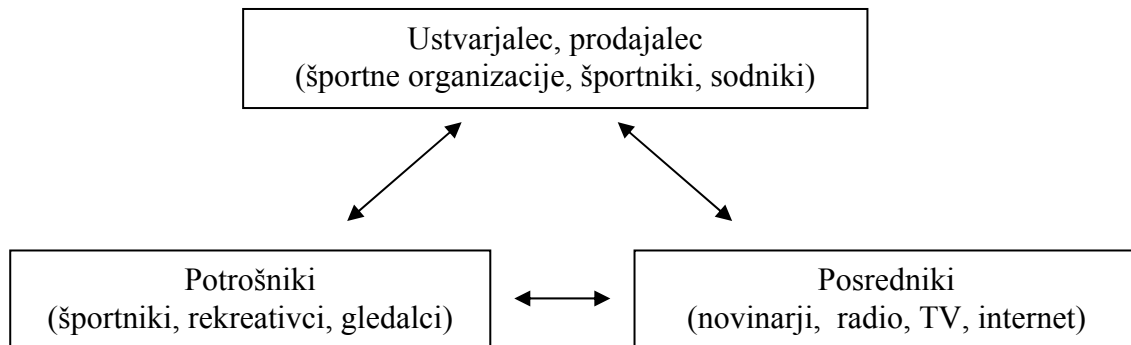 Ustvarjalec, prodajalec
(športne organizacije, športniki, sodniki)
Potrošniki
(športniki, rekreativci, gledalci)
Posredniki
(novinarji,  radio, TV, internet)